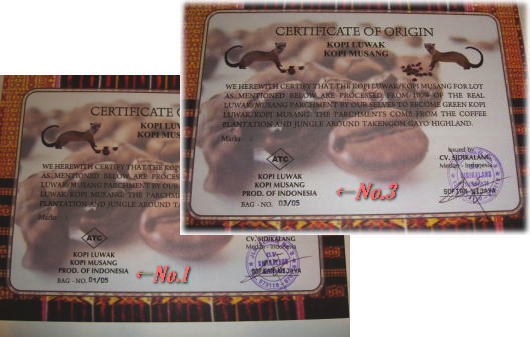 CERTIFICATE OF ORIGIN
KOPI LUWAK
KOPI MUSANG
WE HEREWITH CERTIFY THAT THE KOPI LUWAK/KOPI MUSANG FOR LOT
AS MENTIONED BELOW ARE PROCESSED FROM 100% OF THE REAL
LUWAK/MUSANG PARCHMENT BY OUR SELVES TO BECOME GREEN KOPI
LUWAK/KOPI MUSANG. THE PARCHMENTS COME FROM THE COFFEE
PLANTATION AND JUNGLE AROUND TAKENGON, GAYO HIGHLAND.
Marks
ATC
KOPI LUWAK
KOPI MUSANG
PROD. OF INDONESIA
BAG - NO. 03/05
←No.3
Issued by
CV. SIDIKALANG
Medan - Indonesia
SIDIKALANG
SOFYAN WIJAYA
CERTIFICATE
KOPI LUWAK
KOPI MUSANG
WE HEREWITH CERTIFY THAT THE
AS MENTIONED BELOW ARE
LUWAK/MUSANG PARCHMENT BY OUR
LUWAK/KOPI MUSANG. THE PARCHMENTS
PLANTATION AND JUNGLE AROUND
Marks
ATC
KOPI LUWAK
KOPI MUSANG
PROD. OF INDONESIA
BAG - NO. 01/05
←No.1
CV. SIDIKALANG
Medan - Indonesia